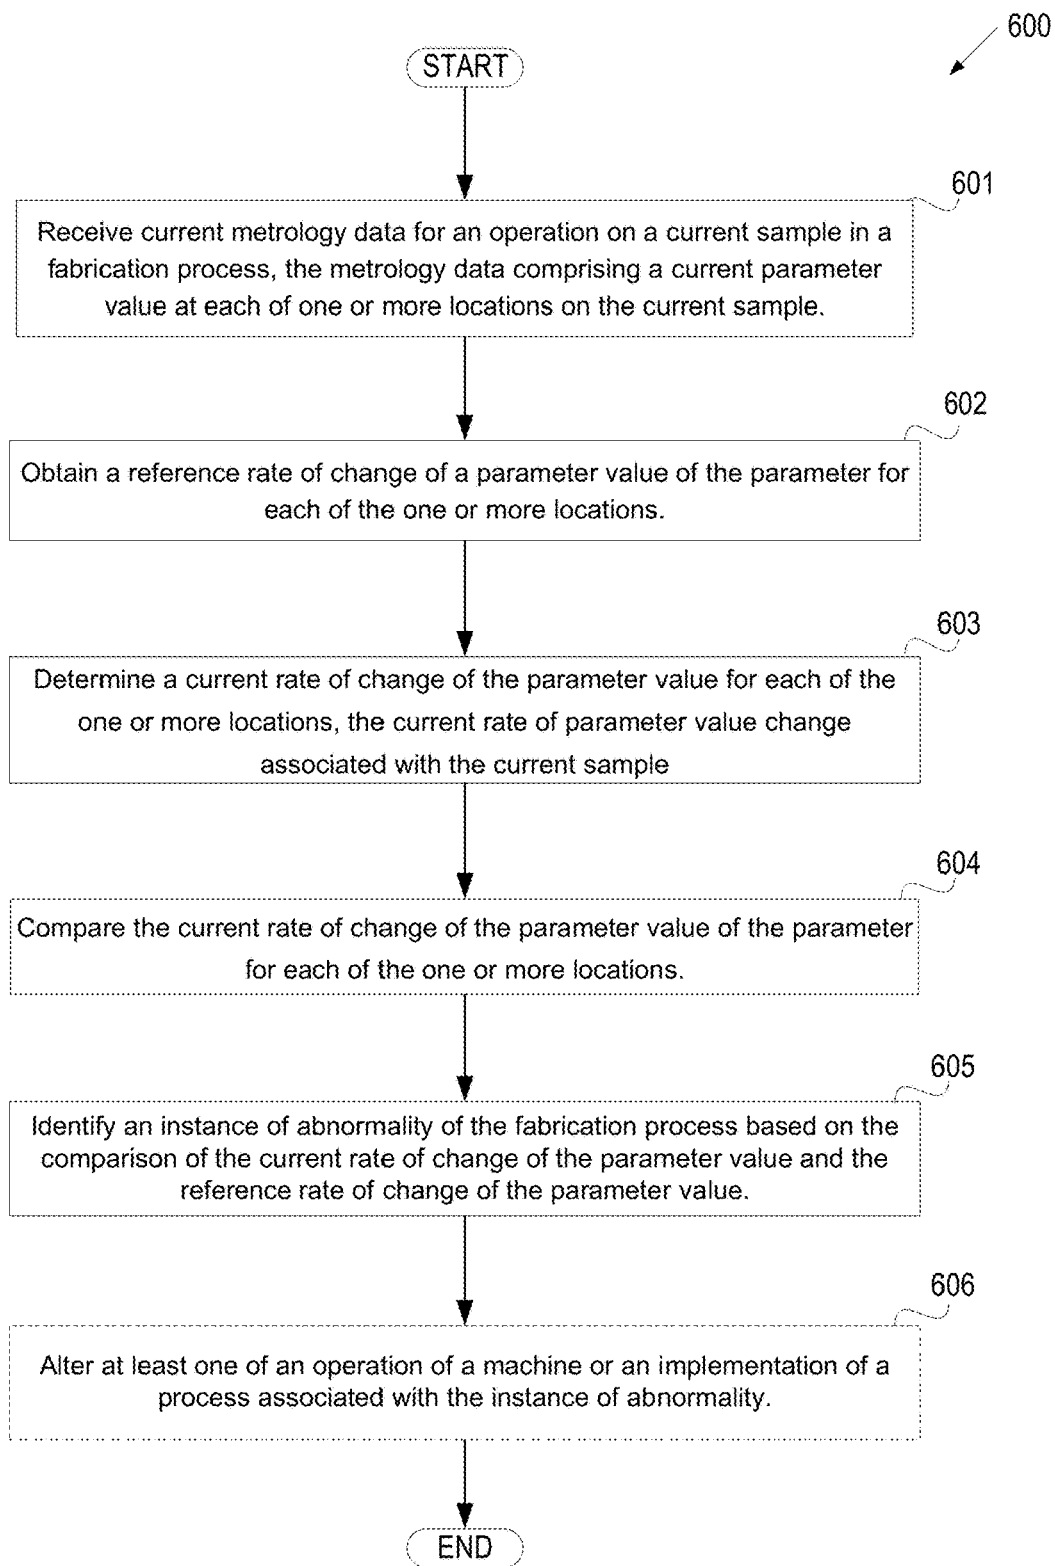 600
START
601
Receive current metrology data for an operation on a current sample in a
fabrication process, the metrology data comprising a current parameter
value at each of one or more locations on the current sample.
602
Obtain a reference rate of change of a parameter value of the parameter for
each of the one or more locations.
603
Determine a current rate of change of the parameter value for each of the
one or more locations, the current rate of parameter value change
associated with the current sample
604
Compare the current rate of change of the parameter value of the parameter
for each of the one or more locations.
605
Identify an instance of abnormality of the fabrication process based on the
comparison of the current rate of change of the parameter value and the
reference rate of change of the parameter value.
606
Alter at least one of an operation of a machine or an implementation of a
process associated with the instance of abnormality.
END